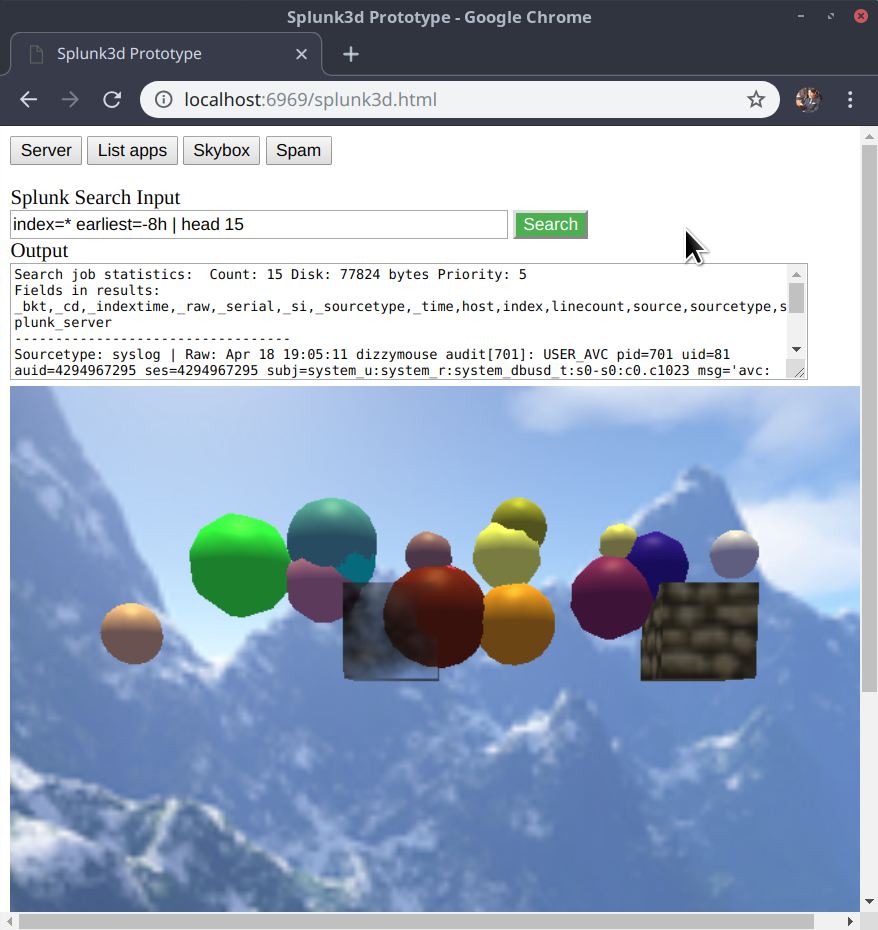 Splunk3d Prototype - Google Chrome
Splunk3d Prototype
localhost:6969/splunk3d.html
Server List apps Skybox Spam
Splunk Search Input
index=* earliest=-8h | head 15 Search
Output
Search job statistics:  Count: 15 Disk: 77824 bytes Priority: 5
Fields in results:
_bkt,_cd,_indextime,_raw,_serial,_si,_sourcetype,_time,host,index,linecount,source,sourcetype,s
plunk_server
----------------------------------
Sourcetype: syslog | Raw: Apr 18 19:05:11 dizzymouse audit[701]: USER_AVC pid=701 uid=81
auid=4294967295 ses=4294967295 subj=system_u:system_r:system_dbusd_t:s0-s0:c0.c1023 msg='avc: